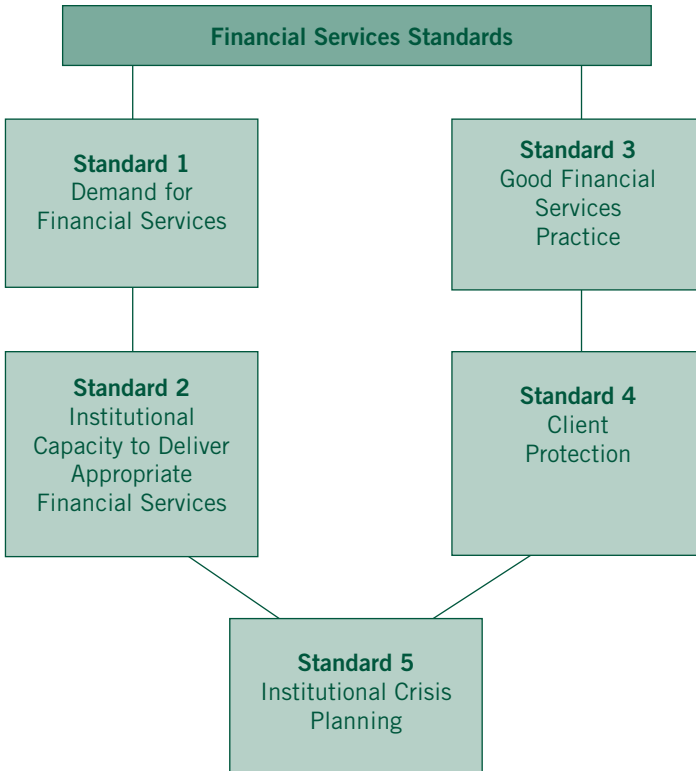 Financial Services Standards
Standard 1
Demand for
Financial Services
Standard 2
Institutional
Capacity to Deliver
Appropriate
Financial Services
Standard 3
Good Financial
Services
Practice
Standard 4
Client
Protection
Standard 5
Institutional Crisis
Planning